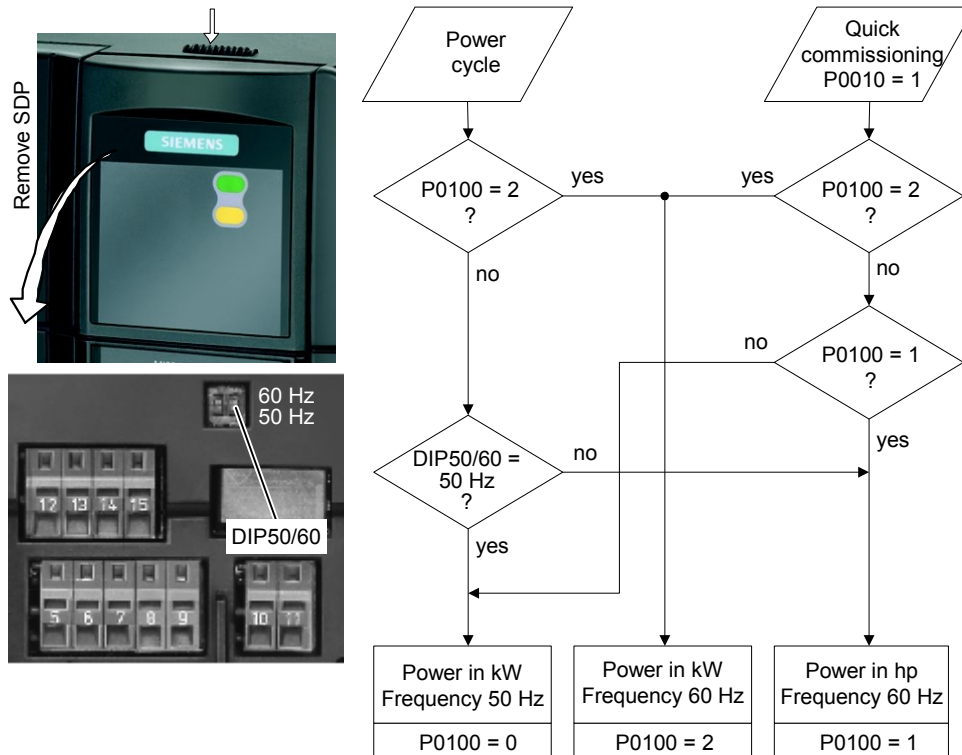 Remove SDP
SIEMENS
60 Hz
50 Hz
12 13 14 15
DIP50/60
5 6 7 8 9
10 11
Power
cycle
Quick
commissioning
P0010 = 1
P0100 = 2
?
yes
yes
P0100 = 2
?
no
no
no
P0100 = 1
?
DIP50/60 =
50 Hz
?
no
yes
yes
Power in kW
Frequency 50 Hz
P0100 = 0
Power in kW
Frequency 60 Hz
P0100 = 2
Power in hp
Frequency 60 Hz
P0100 = 1